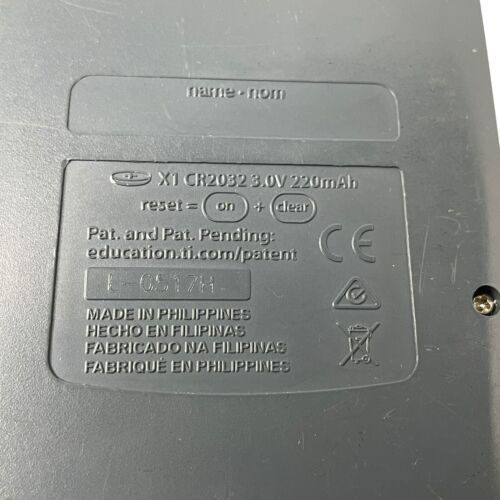 name • nom
X1 CR2032 3.0V 220mAh
reset = on + clear
Pat. and Pat. Pending:
education.ti.com/patent
CE
L-0517H
MADE IN PHILIPPINES
HECHO EN FILIPINAS
FABRICADO NA FILIPINAS
FABRIQUÉ EN PHILIPPINES